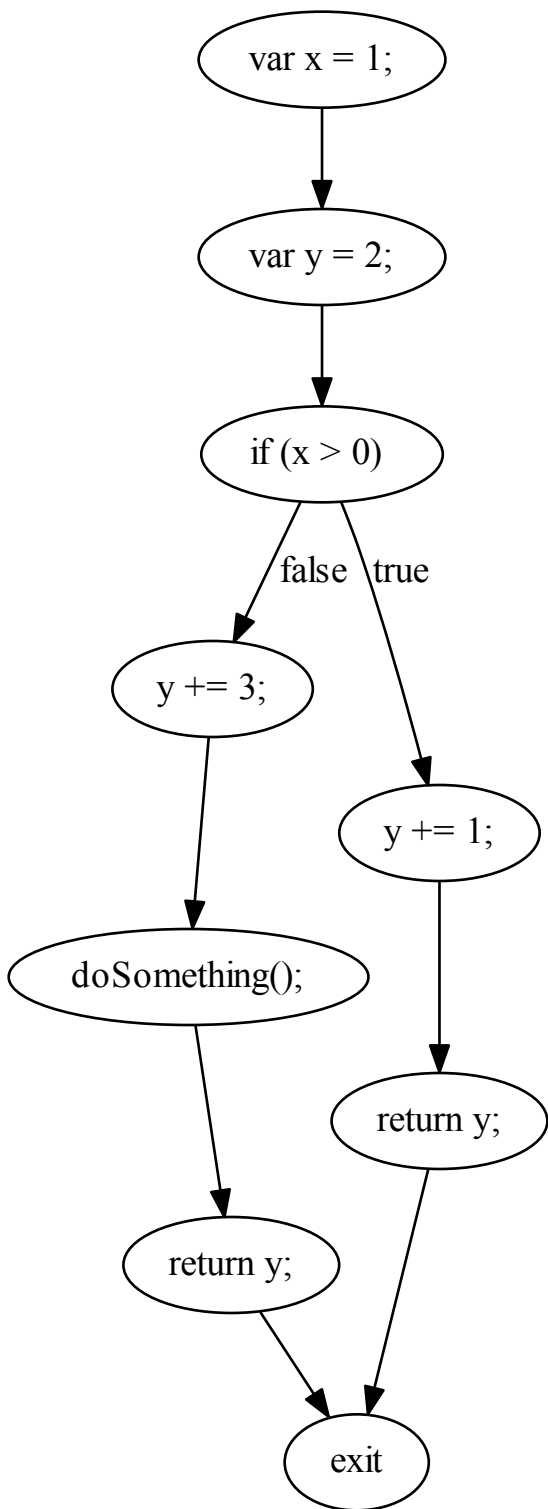 var x = 1;
var y = 2;
if (x > 0)
false
true
y += 3;
y += 1;
doSomething();
return y;
return y;
exit